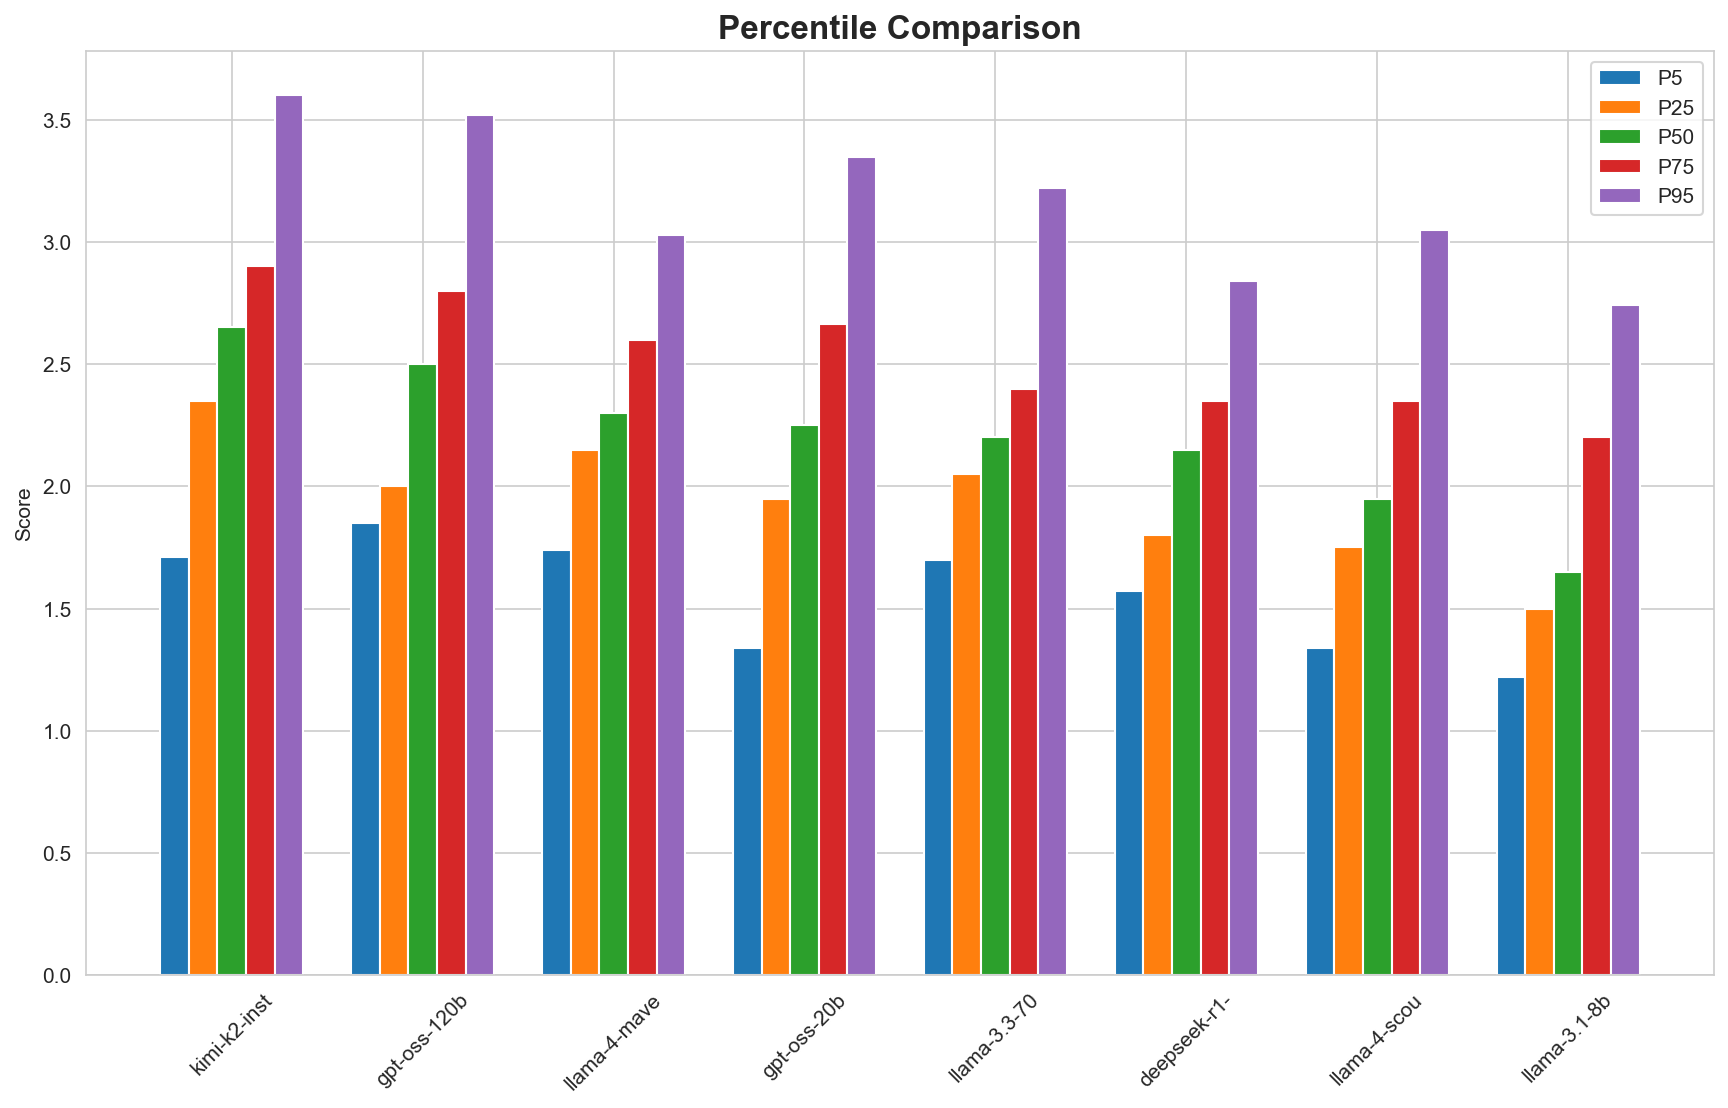 Percentile Comparison
P5
P25
P50
P75
P95
Score
3.5
3.0
2.5
2.0
1.5
1.0
0.5
0.0
kimi-k2-inst
gpt-oss-120b
llama-4-mave
gpt-oss-20b
llama-3.3-70
deepseek-r1-
llama-4-scou
llama-3.1-8b